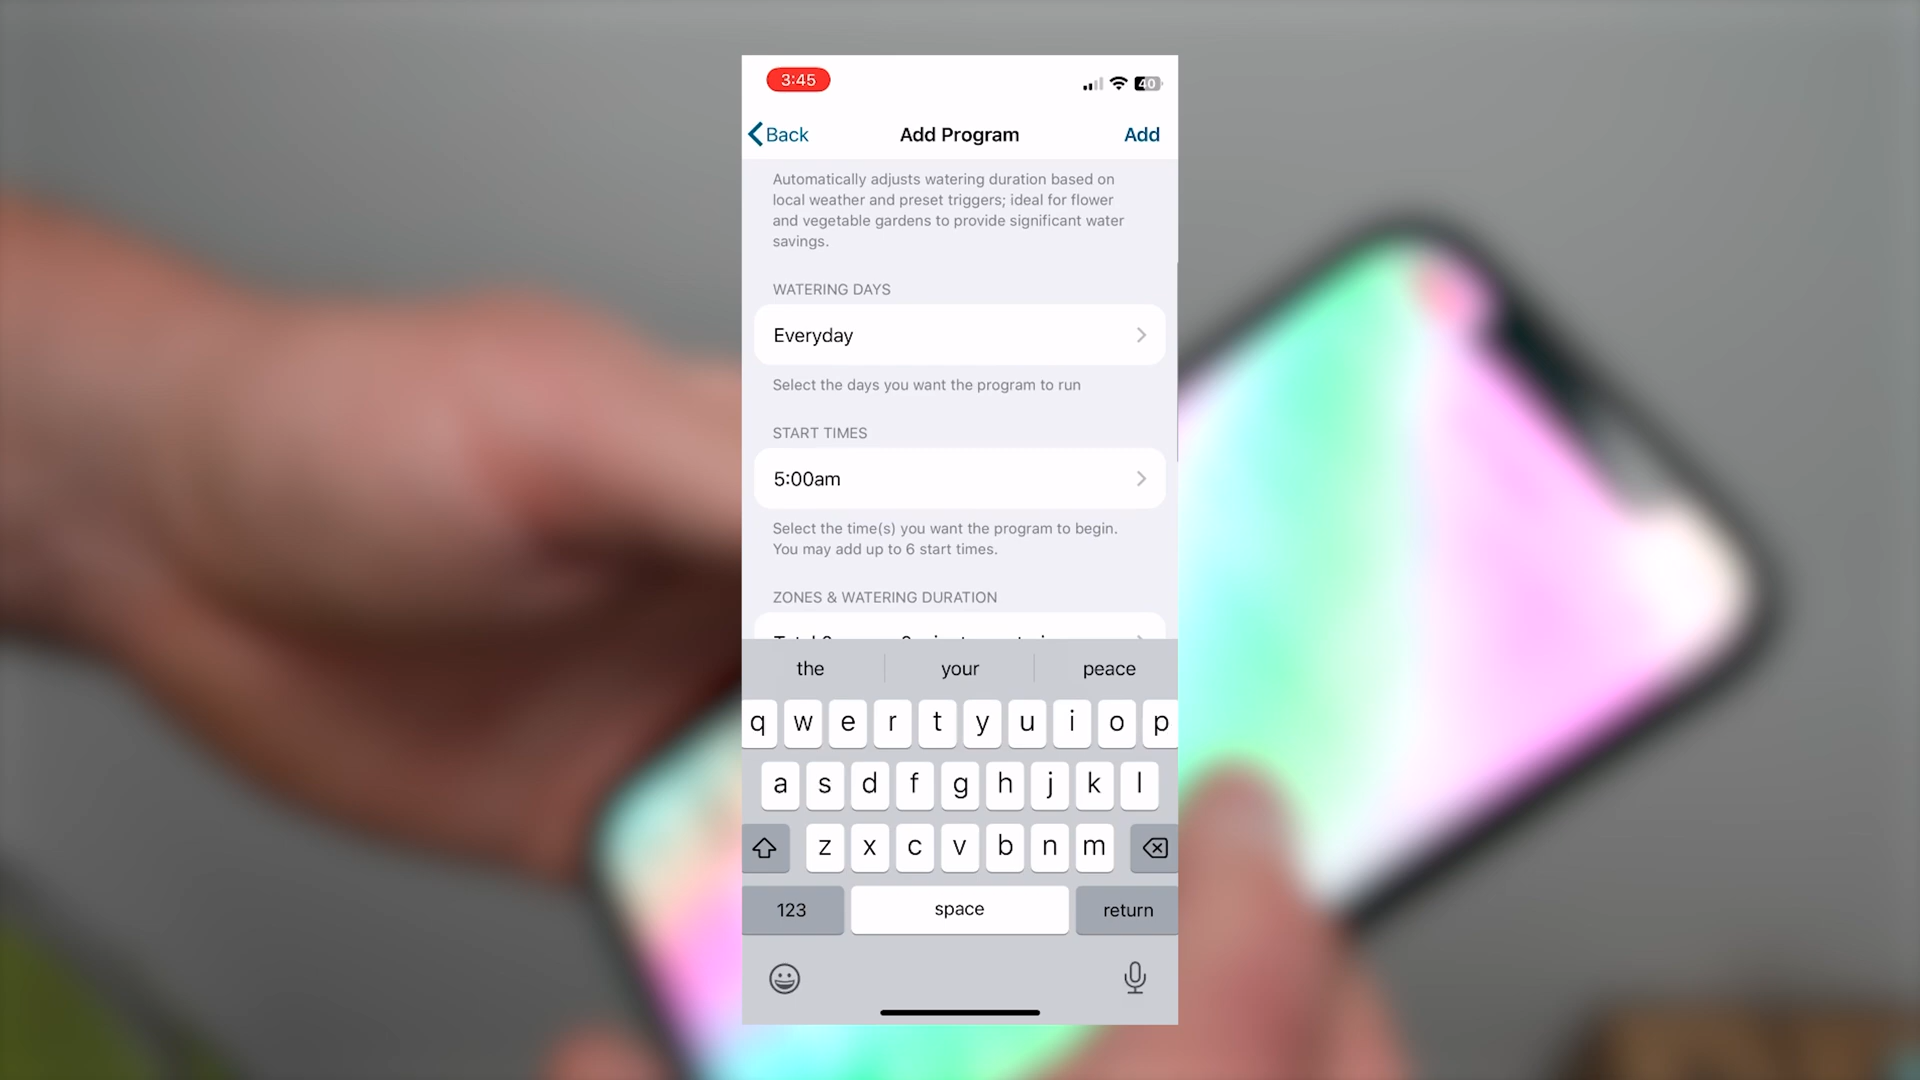 3:45
40
Back
Add Program
Add
Automatically adjusts watering duration based on
local weather and preset triggers; ideal for flower
and vegetable gardens to provide significant water
savings.
WATERING DAYS
Everyday
Select the days you want the program to run
START TIMES
5:00am
Select the time(s) you want the program to begin.
You may add up to 6 start times.
ZONES & WATERING DURATION
the your peace
q w e r t y u i o p
a s d f g h j k l
z x c v b n m
123 space return